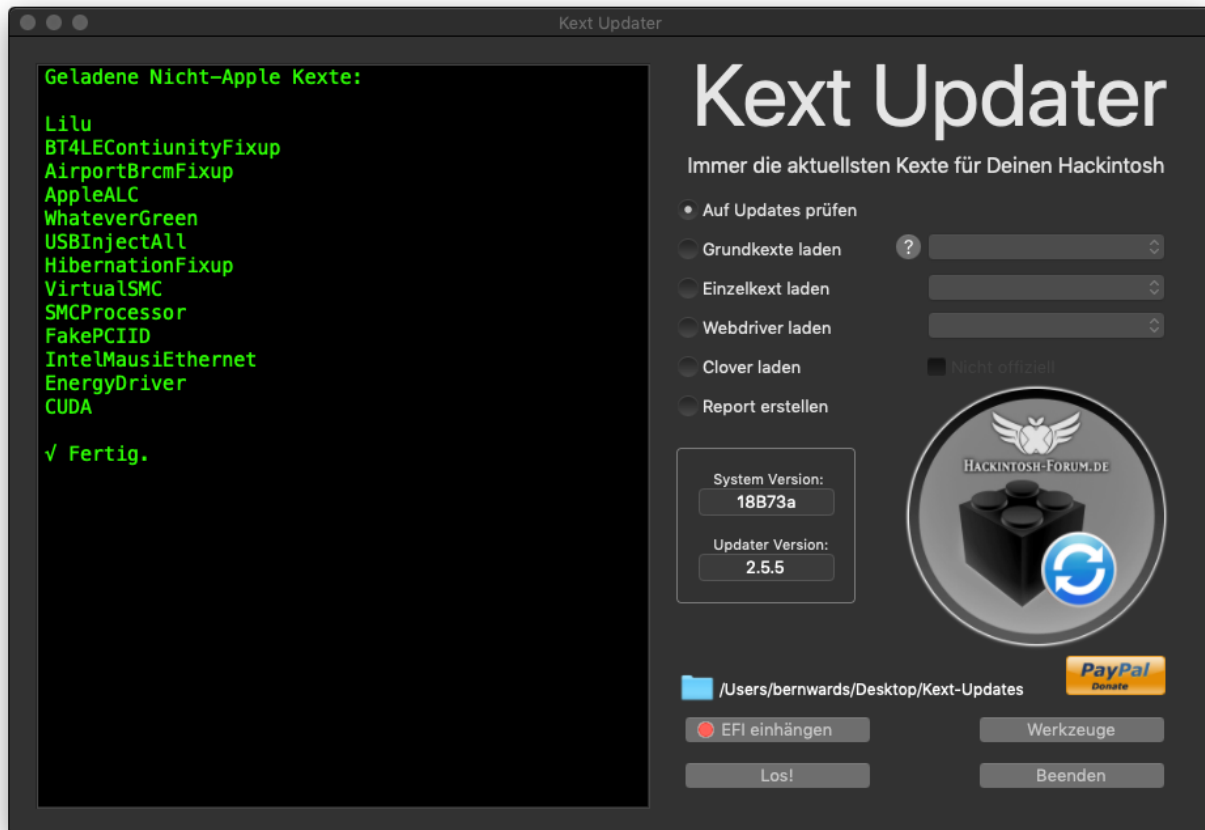 Kext Updater
Geladene Nicht-Apple Kexte:
Lilu
BT4LEContiunityFixup
AirportBrcmFixup
AppleALC
WhateverGreen
USBInjectAll
HibernationFixup
VirtualSMC
SMCProcessor
FakePCIID
IntelMausiEthernet
EnergyDriver
CUDA
√ Fertig.
Kext Updater
Immer die aktuellsten Kexte für Deinen Hackintosh
Auf Updates prüfen
Grundkexte laden ?
Einzelkext laden
Webdriver laden
Clover laden Nicht offiziell
Report erstellen
HACKINTOSH-FORUM.DE
System Version:
18B73a
Updater Version:
2.5.5
PayPal
Donate
/Users/bernwards/Desktop/Kext-Updates
EFI einhängen Werkzeuge
Los! Beenden